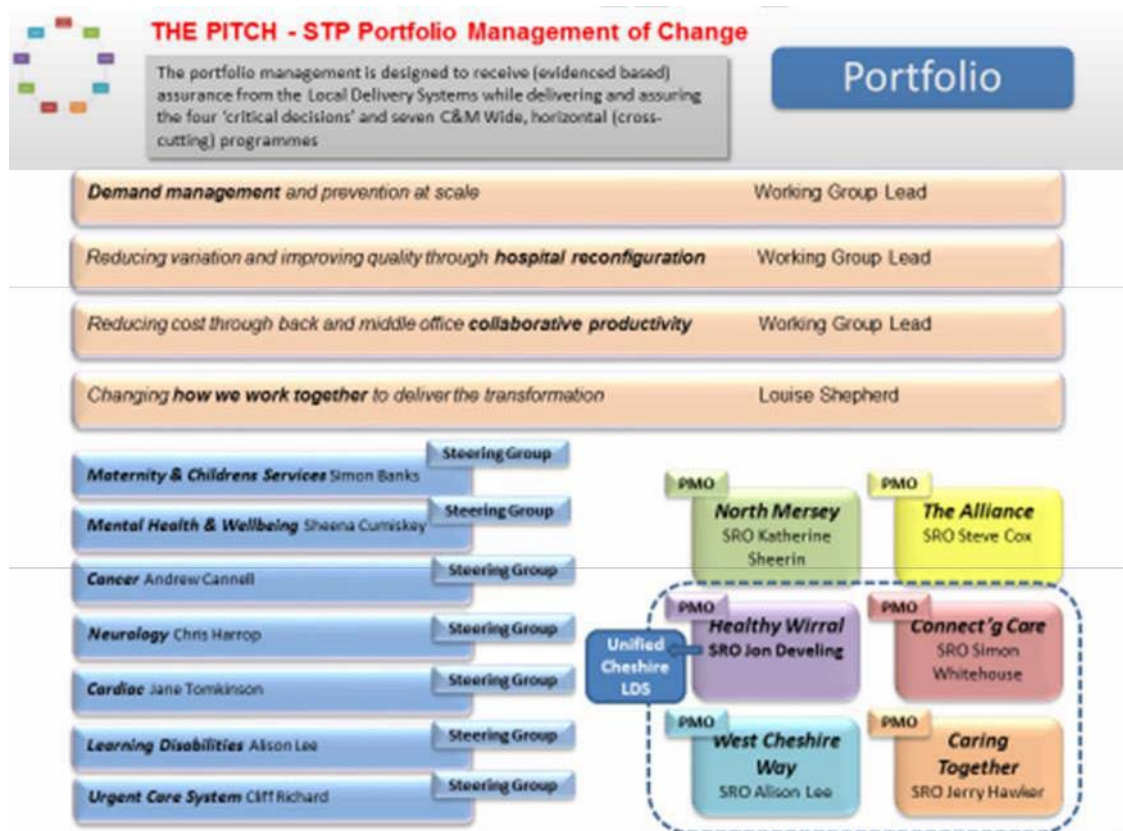 THE PITCH - STP Portfolio Management of Change
The portfolio management is designed to receive (evidenced based)
assurance from the Local Delivery Systems while delivering and assuring
the four 'critical decisions' and seven C&M Wide, horizontal (cross-
cutting) programmes
Portfolio
Demand management and prevention at scale Working Group Lead
Reducing variation and improving quality through hospital reconfiguration Working Group Lead
Reducing cost through back and middle office collaborative productivity Working Group Lead
Changing how we work together to deliver the transformation Louise Shepherd
Steering Group
Maternity & Childrens Services Simon Banks
Steering Group
Mental Health & Wellbeing Sheena Cumiskey
Steering Group
Cancer Andrew Cannell
Steering Group
Neurology Chris Harrop
Steering Group
Cardiac Jane Tomkinson
Steering Group
Learning Disabilities Alison Lee
Steering Group
Urgent Care System Cliff Richard
PMO
North Mersey
SRO Katherine
Sheerin
PMO
The Alliance
SRO Steve Cox
Unified
Cheshire
LDS
PMO
Healthy Wirral
SRO Jon Develing
PMO
Connect'g Care
SRO Simon
Whitehouse
PMO
West Cheshire
Way
SRO Alison Lee
PMO
Caring
Together
SRO Jerry Hawker